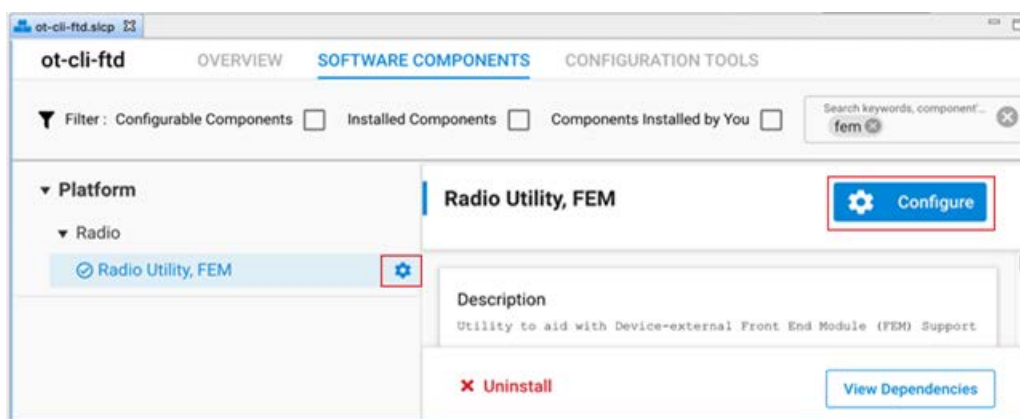 ot-cli-ftd.slcp
ot-cli-ftd OVERVIEW SOFTWARE COMPONENTS CONFIGURATION TOOLS
Filter : Configurable Components Installed Components Components Installed by You
Search keywords, component'...
fem
Platform
Radio
Radio Utility, FEM
Radio Utility, FEM
Configure
Description
Utility to aid with Device-external Front End Module (FEM) Support
Uninstall
View Dependencies